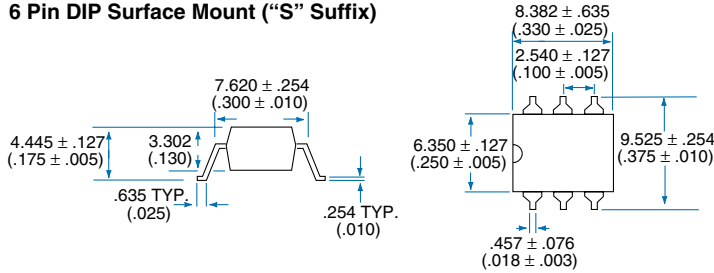 6 Pin DIP Surface Mount (“S” Suffix)
8.382 ± .635
(.330 ± .025)
2.540 ± .127
(.100 ± .005)
7.620 ± .254
(.300 ± .010)
4.445 ± .127
(.175 ± .005)
3.302
(.130)
6.350 ± .127
(.250 ± .005)
9.525 ± .254
(.375 ± .010)
.635 TYP.
(.025)
.254 TYP.
(.010)
.457 ± .076
(.018 ± .003)